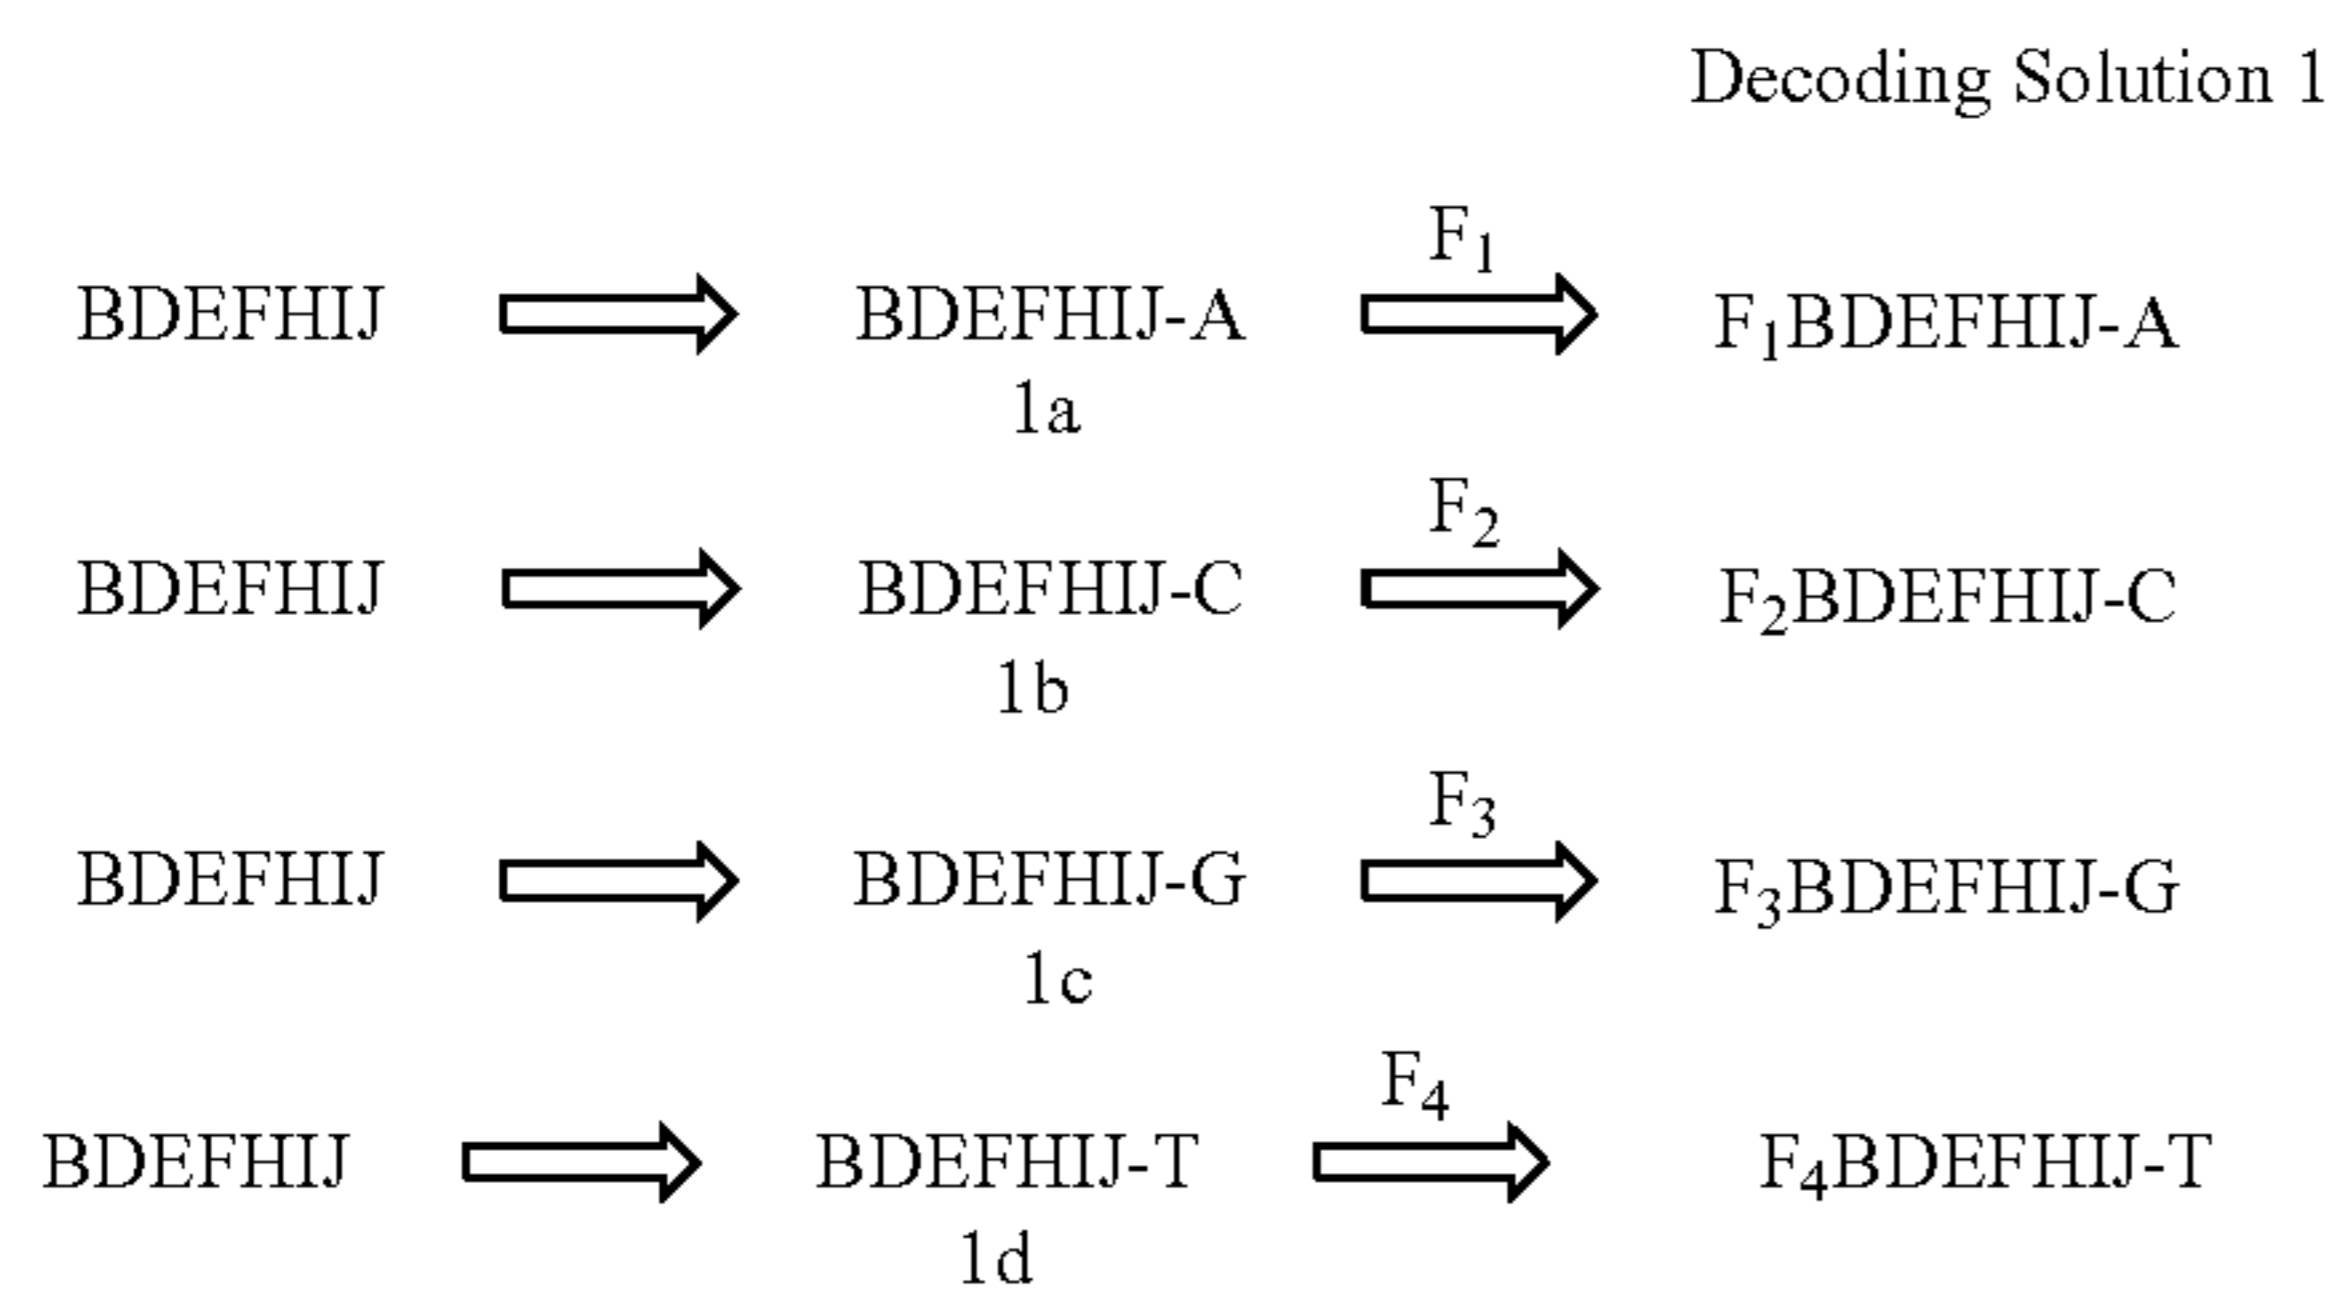 Decoding Solution 1
F₁
BDEFHIJ BDEFHIJ-A F₁BDEFHIJ-A
1a
F₂
BDEFHIJ BDEFHIJ-C F₂BDEFHIJ-C
1b
F₃
BDEFHIJ BDEFHIJ-G F₃BDEFHIJ-G
1c
F₄
BDEFHIJ BDEFHIJ-T F₄BDEFHIJ-T
1d